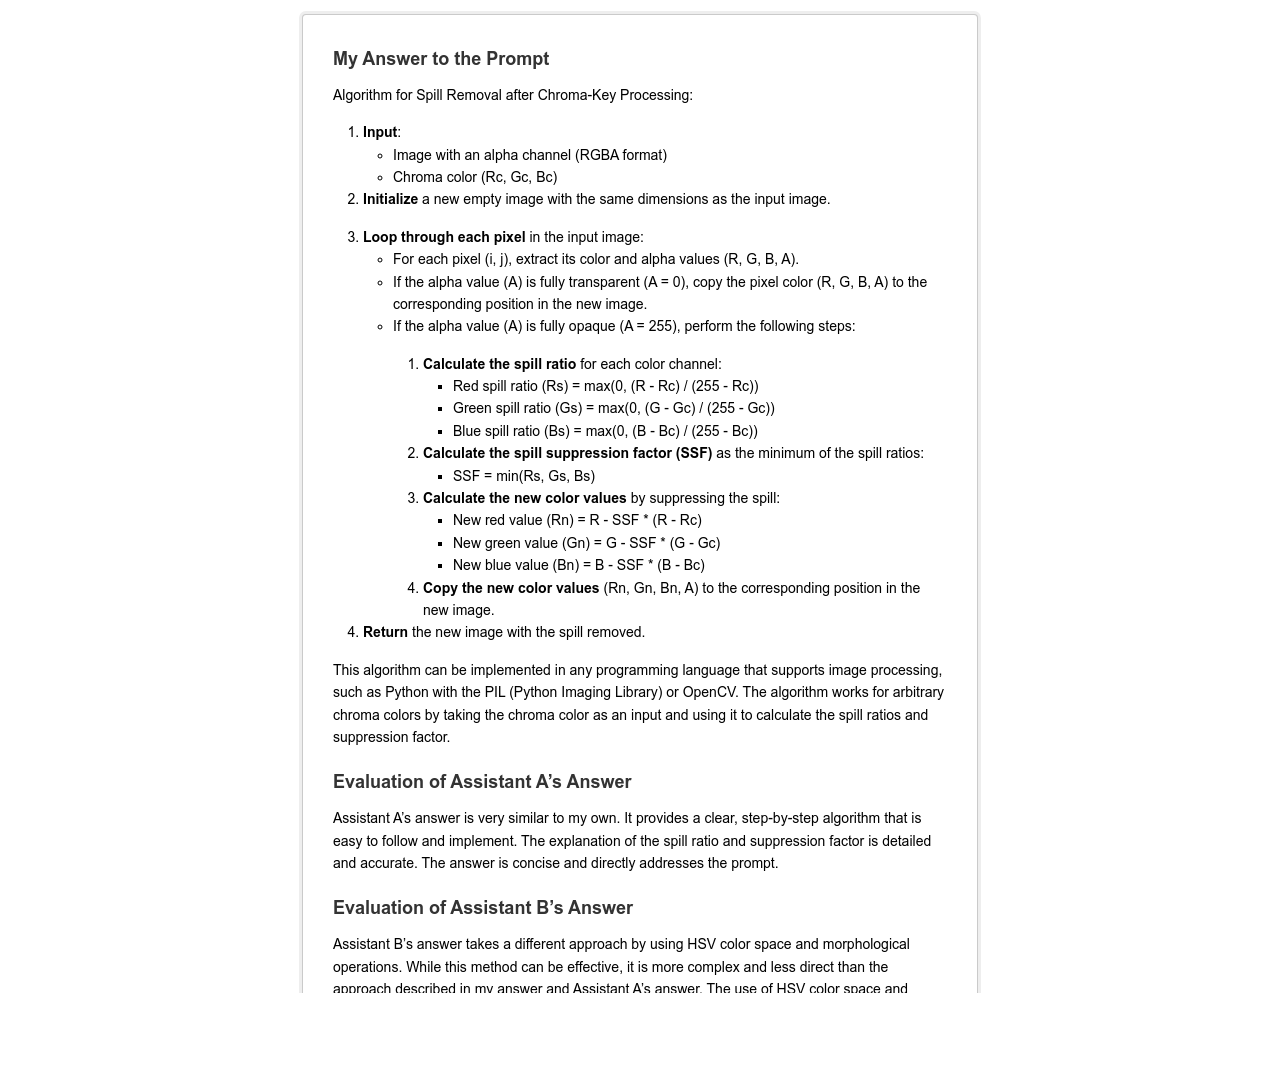 My Answer to the Prompt
Algorithm for Spill Removal after Chroma-Key Processing:
1. Input:
◦ Image with an alpha channel (RGBA format)
◦ Chroma color (Rc, Gc, Bc)
2. Initialize a new empty image with the same dimensions as the input image.
3. Loop through each pixel in the input image:
◦ For each pixel (i, j), extract its color and alpha values (R, G, B, A).
◦ If the alpha value (A) is fully transparent (A = 0), copy the pixel color (R, G, B, A) to the
corresponding position in the new image.
◦ If the alpha value (A) is fully opaque (A = 255), perform the following steps:
1. Calculate the spill ratio for each color channel:
▪ Red spill ratio (Rs) = max(0, (R - Rc) / (255 - Rc))
▪ Green spill ratio (Gs) = max(0, (G - Gc) / (255 - Gc))
▪ Blue spill ratio (Bs) = max(0, (B - Bc) / (255 - Bc))
2. Calculate the spill suppression factor (SSF) as the minimum of the spill ratios:
▪ SSF = min(Rs, Gs, Bs)
3. Calculate the new color values by suppressing the spill:
▪ New red value (Rn) = R - SSF * (R - Rc)
▪ New green value (Gn) = G - SSF * (G - Gc)
▪ New blue value (Bn) = B - SSF * (B - Bc)
4. Copy the new color values (Rn, Gn, Bn, A) to the corresponding position in the
new image.
4. Return the new image with the spill removed.
This algorithm can be implemented in any programming language that supports image processing,
such as Python with the PIL (Python Imaging Library) or OpenCV. The algorithm works for arbitrary
chroma colors by taking the chroma color as an input and using it to calculate the spill ratios and
suppression factor.
Evaluation of Assistant A’s Answer
Assistant A’s answer is very similar to my own. It provides a clear, step-by-step algorithm that is
easy to follow and implement. The explanation of the spill ratio and suppression factor is detailed
and accurate. The answer is concise and directly addresses the prompt.
Evaluation of Assistant B’s Answer
Assistant B’s answer takes a different approach by using HSV color space and morphological
operations. While this method can be effective, it is more complex and less direct than the
approach described in my answer and Assistant A’s answer. The use of HSV color space and